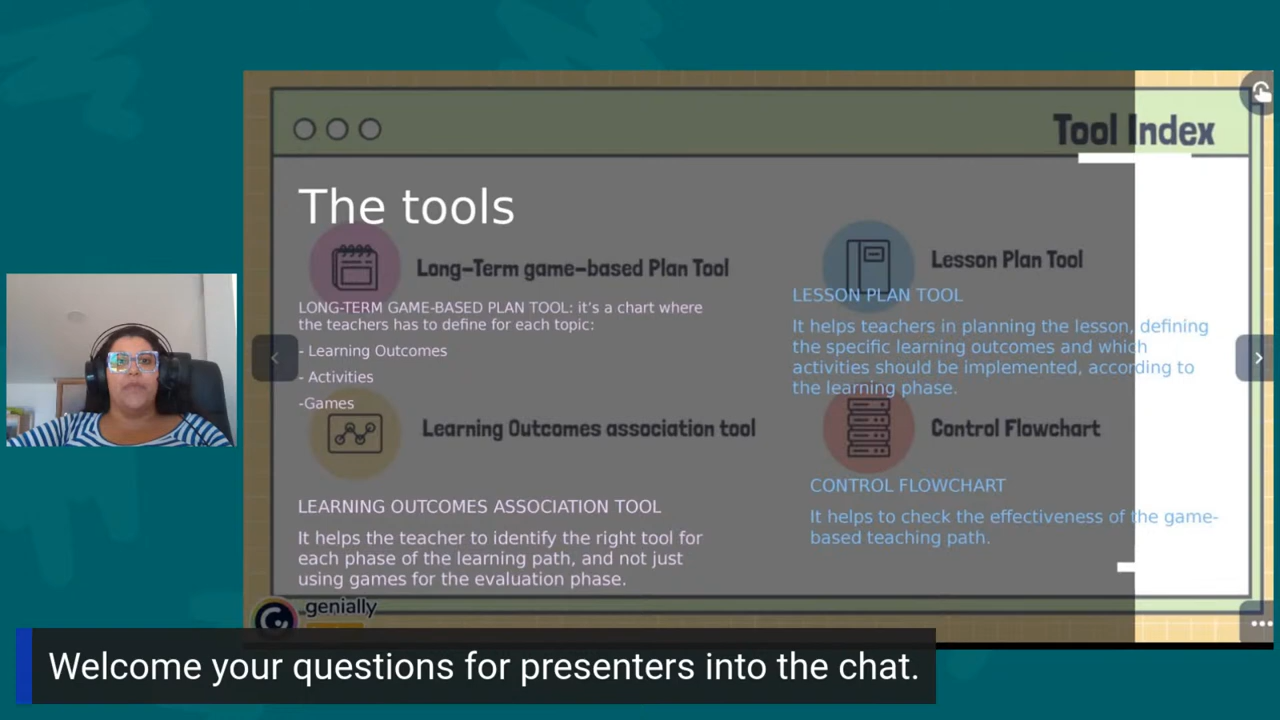 Tool Index
The tools
Long-Term game-based Plan Tool
LONG-TERM GAME-BASED PLAN TOOL: it's a chart where
the teachers has to define for each topic:
- Learning Outcomes
- Activities
-Games
Learning Outcomes association tool
LEARNING OUTCOMES ASSOCIATION TOOL
It helps the teacher to identify the right tool for
each phase of the learning path, and not just
using games for the evaluation phase.
Lesson Plan Tool
LESSON PLAN TOOL
It helps teachers in planning the lesson, defining
the specific learning outcomes and which
activities should be implemented, according to
the learning phase.
Control Flowchart
CONTROL FLOWCHART
It helps to check the effectiveness of the game-
based teaching path.
genially
Welcome your questions for presenters into the chat.